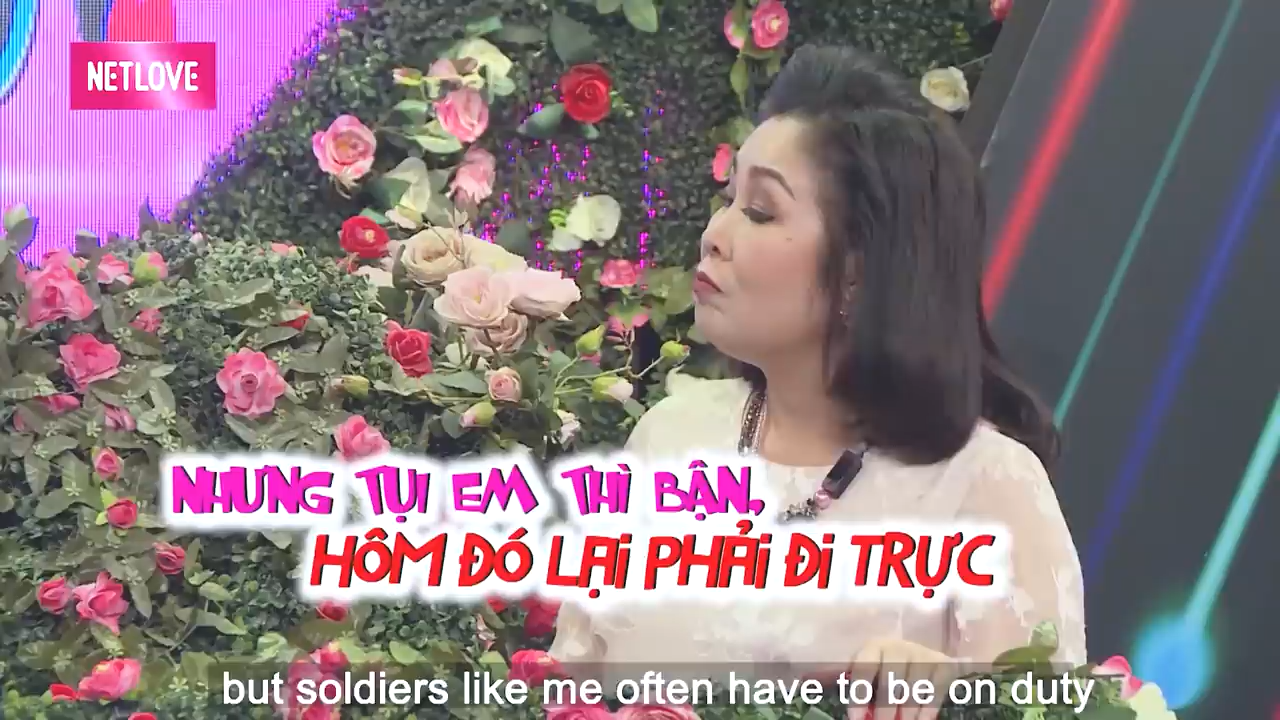 NETLOVE
NHƯNG TỤI EM THÌ BẬN,
HÔM ĐÓ LẠI PHẢI ĐI TRỰC
but soldiers like me often have to be on duty